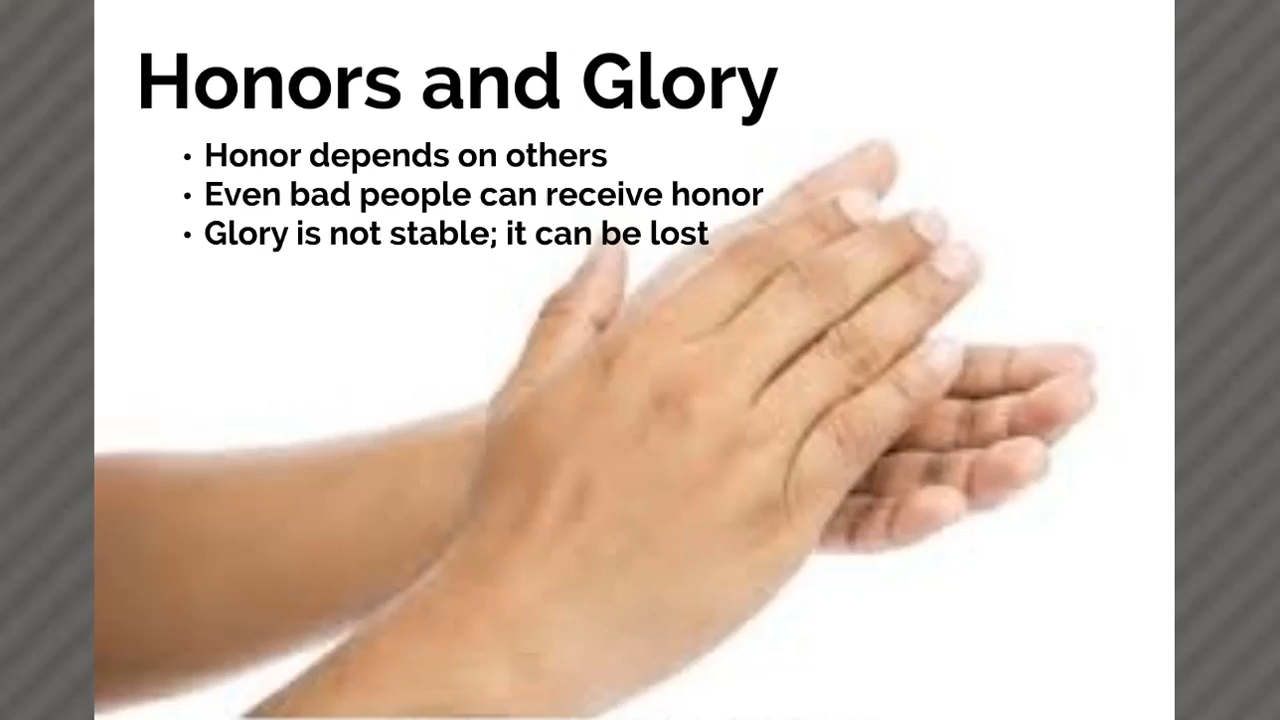 Honors and Glory
• Honor depends on others
• Even bad people can receive honor
• Glory is not stable; it can be lost